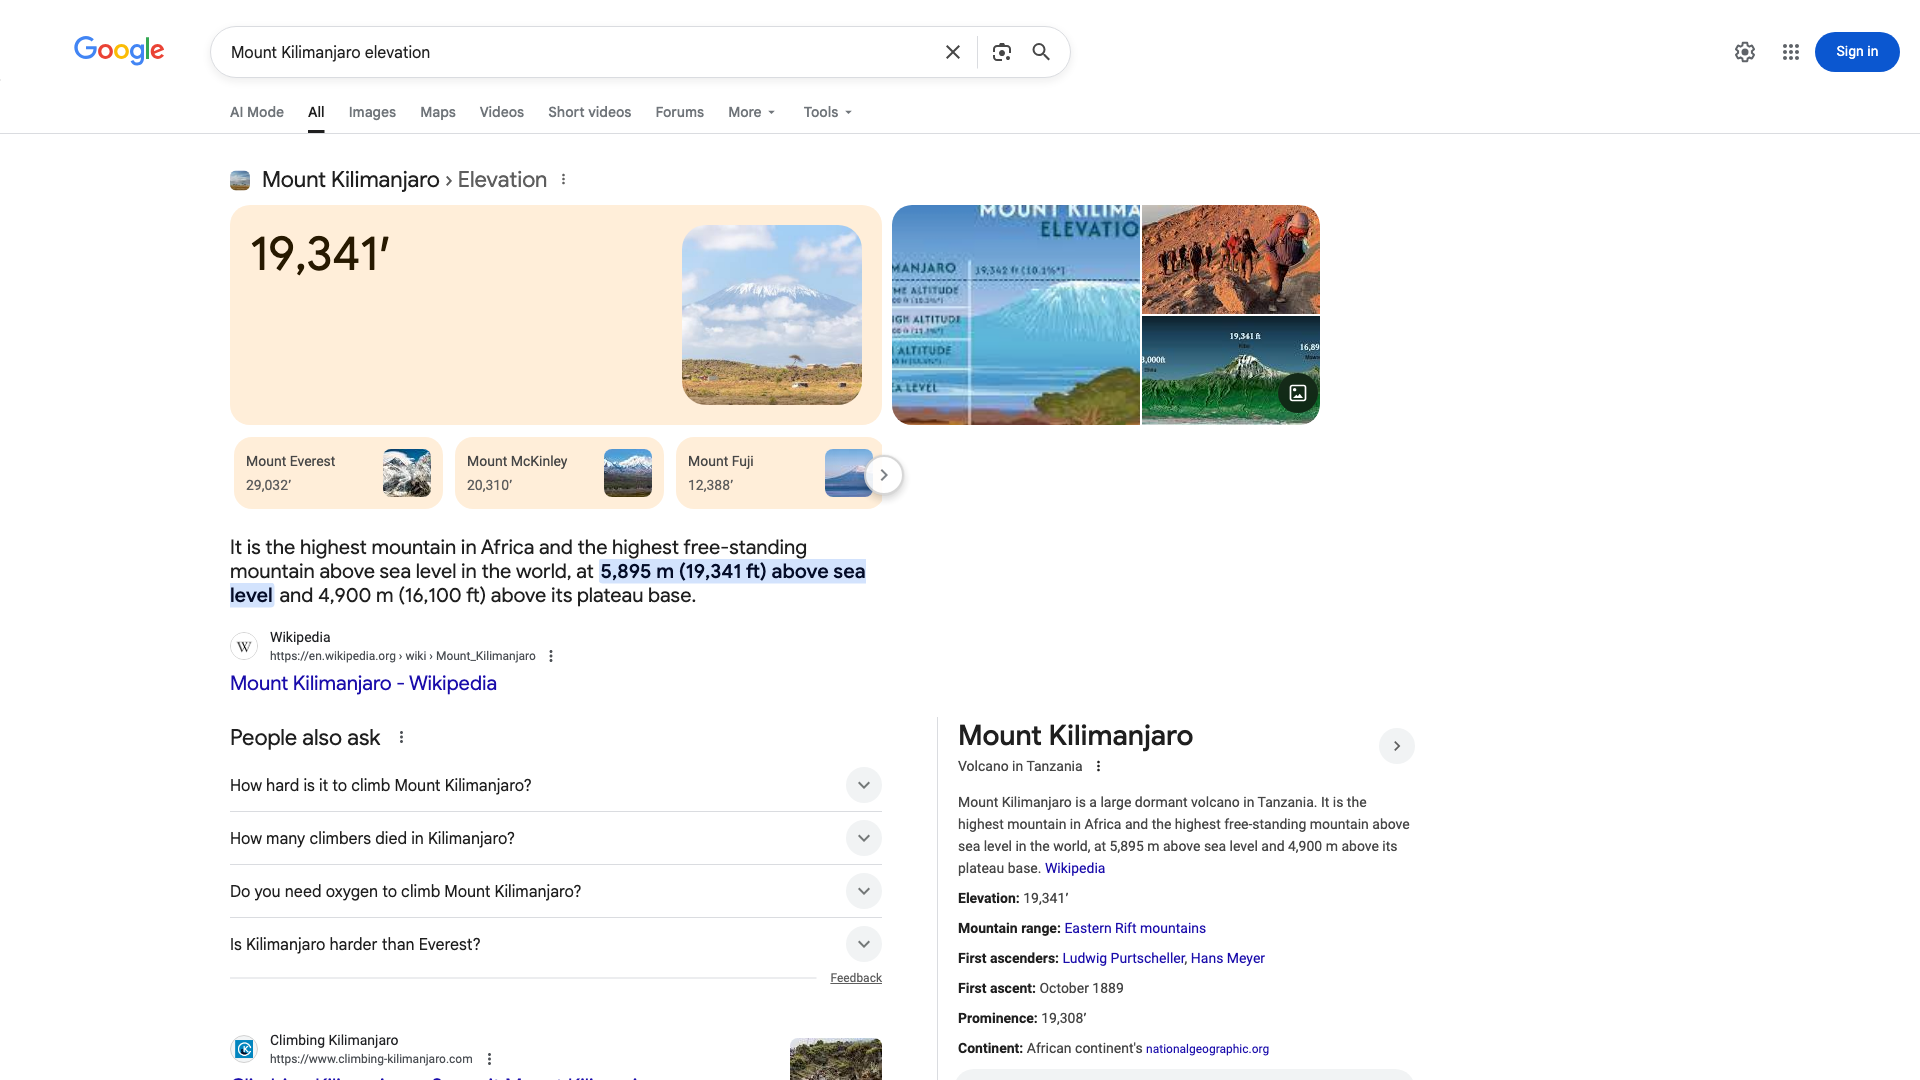 Google
Mount Kilimanjaro elevation
Sign in
AI Mode
All
Images
Maps
Videos
Short videos
Forums
More
Tools
Mount Kilimanjaro › Elevation
19,341′
MOUNT KILIMA
ELEVATIO
MANJARO
19,342 ft (10.1%*)
ME ALTITUDE
GH ALTITUDE
ALTITUDE
A LEVEL
19,341 ft
16,89
3,000ft
Mount Everest
29,032′
Mount McKinley
20,310′
Mount Fuji
12,388′
It is the highest mountain in Africa and the highest free-standing
mountain above sea level in the world, at 5,895 m (19,341 ft) above sea
level and 4,900 m (16,100 ft) above its plateau base.
W
Wikipedia
https://en.wikipedia.org › wiki › Mount_Kilimanjaro
Mount Kilimanjaro - Wikipedia
People also ask
How hard is it to climb Mount Kilimanjaro?
How many climbers died in Kilimanjaro?
Do you need oxygen to climb Mount Kilimanjaro?
Is Kilimanjaro harder than Everest?
Feedback
Climbing Kilimanjaro
https://www.climbing-kilimanjaro.com
Mount Kilimanjaro
Volcano in Tanzania
Mount Kilimanjaro is a large dormant volcano in Tanzania. It is the
highest mountain in Africa and the highest free-standing mountain above
sea level in the world, at 5,895 m above sea level and 4,900 m above its
plateau base. Wikipedia
Elevation: 19,341′
Mountain range: Eastern Rift mountains
First ascenders: Ludwig Purtscheller, Hans Meyer
First ascent: October 1889
Prominence: 19,308′
Continent: African continent's nationalgeographic.org